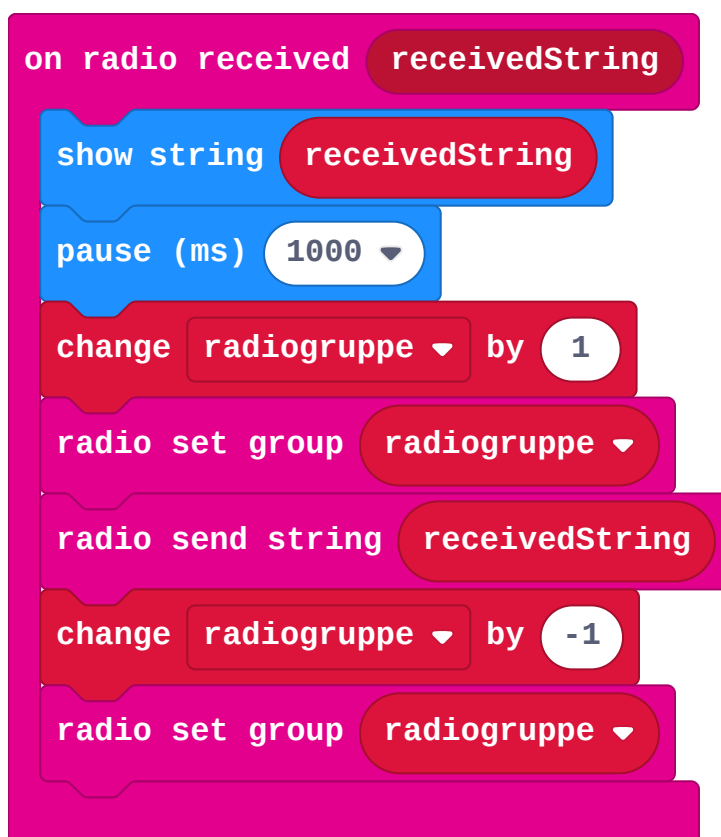 on radio received receivedString
show string receivedString
pause (ms) 1000
change radiogruppe by 1
radio set group radiogruppe
radio send string receivedString
change radiogruppe by -1
radio set group radiogruppe